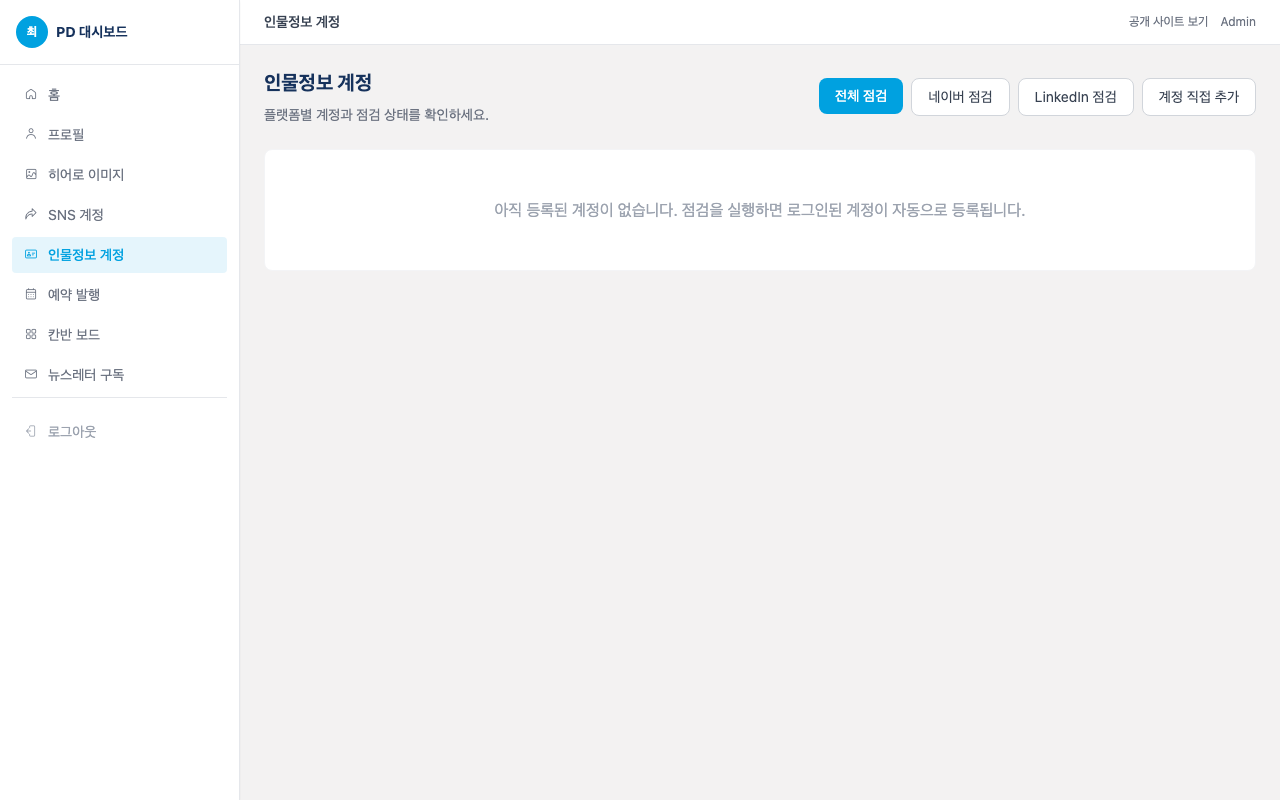 최 PD 대시보드
홈
프로필
히어로 이미지
SNS 계정
인물정보 계정
예약 발행
칸반 보드
뉴스레터 구독
로그아웃
인물정보 계정
공개 사이트 보기 Admin
인물정보 계정
플랫폼별 계정과 점검 상태를 확인하세요.
전체 점검 네이버 점검 LinkedIn 점검 계정 직접 추가
아직 등록된 계정이 없습니다. 점검을 실행하면 로그인된 계정이 자동으로 등록됩니다.